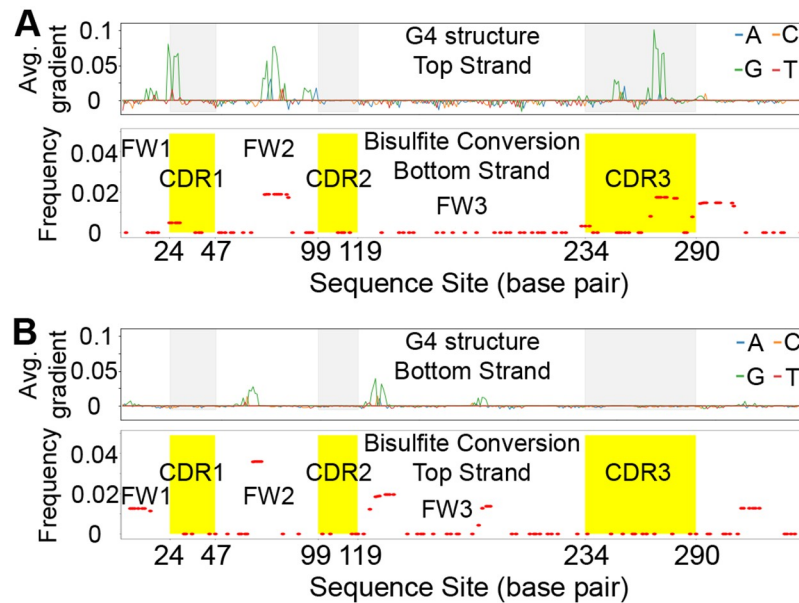 A
Avg.
gradient
0.1
0.05
0
G4 structure
Top Strand
A C
G T
Frequency
0.04
0.02
0
FW1
CDR1
FW2
CDR2
Bisulfite Conversion
Bottom Strand
FW3
CDR3
24 47 99 119 234 290
Sequence Site (base pair)
B
Avg.
gradient
0.1
0.05
0
G4 structure
Bottom Strand
A C
G T
Frequency
0.04
0.02
0
FW1
CDR1
FW2
CDR2
Bisulfite Conversion
Top Strand
FW3
CDR3
24 47 99 119 234 290
Sequence Site (base pair)